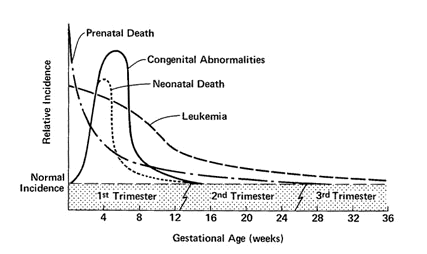 Prenatal Death
Congenital Abnormalities
Neonatal Death
Leukemia
Relative Incidence
Normal
Incidence
1st Trimester
2nd Trimester
3rd Trimester
4 8 12 16 20 24 28 32 36
Gestational Age (weeks)